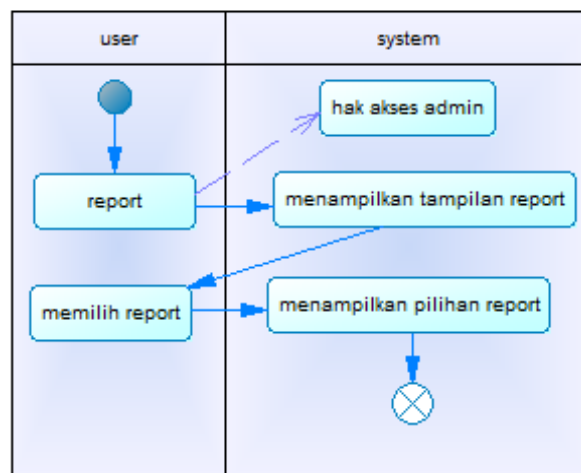 user
system
hak akses admin
report
menampilkan tampilan report
memilih report
menampilkan pilihan report